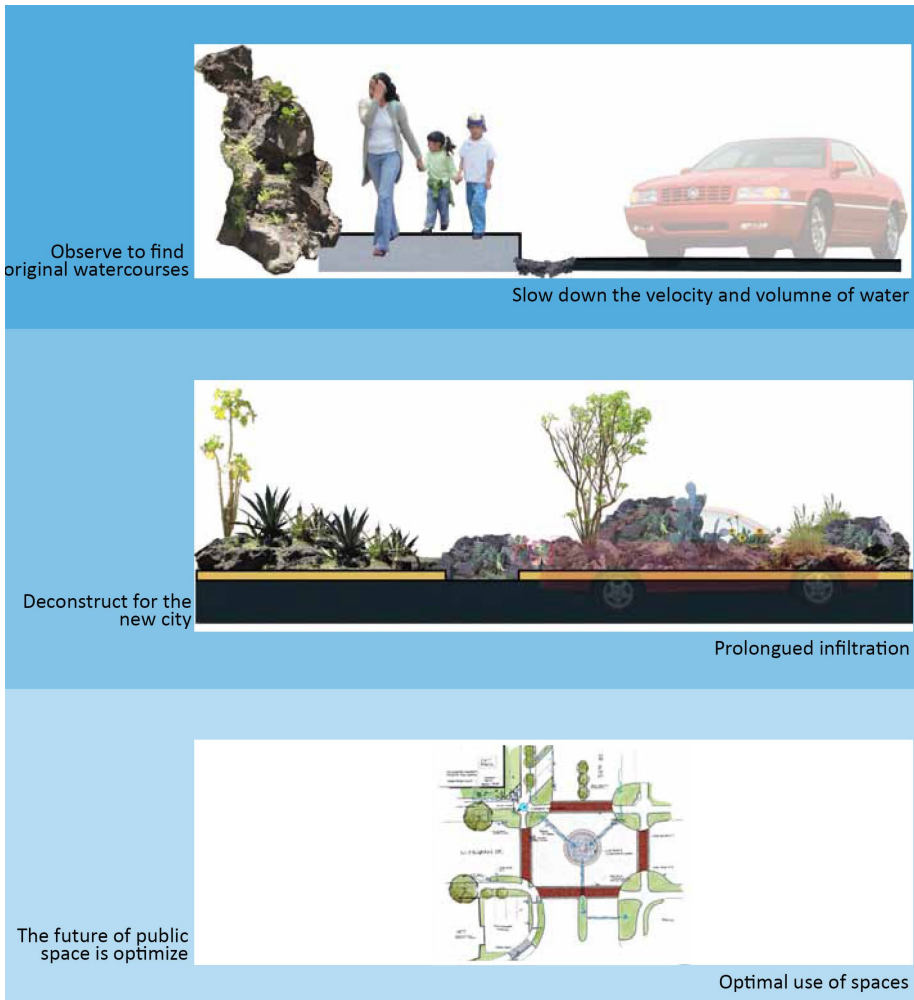 Observe to find
original watercourses
Slow down the velocity and volumne of water
Deconstruct for the
new city
Prolongued infiltration
The future of public
space is optimize
Optimal use of spaces